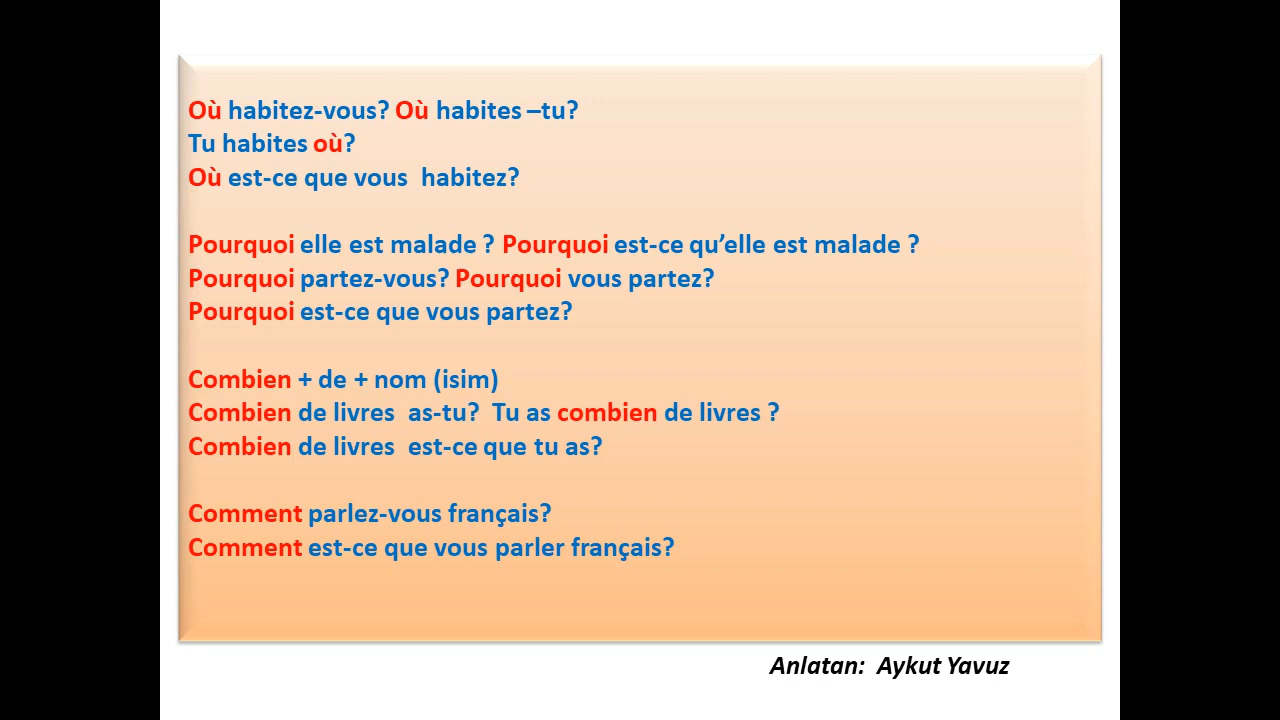 Où habitez-vous? Où habites –tu?
Tu habites où?
Où est-ce que vous  habitez?
Pourquoi elle est malade ? Pourquoi est-ce qu’elle est malade ?
Pourquoi partez-vous? Pourquoi vous partez?
Pourquoi est-ce que vous partez?
Combien + de + nom (isim)
Combien de livres  as-tu?  Tu as combien de livres ?
Combien de livres  est-ce que tu as?
Comment parlez-vous français?
Comment est-ce que vous parler français?
Anlatan:  Aykut Yavuz